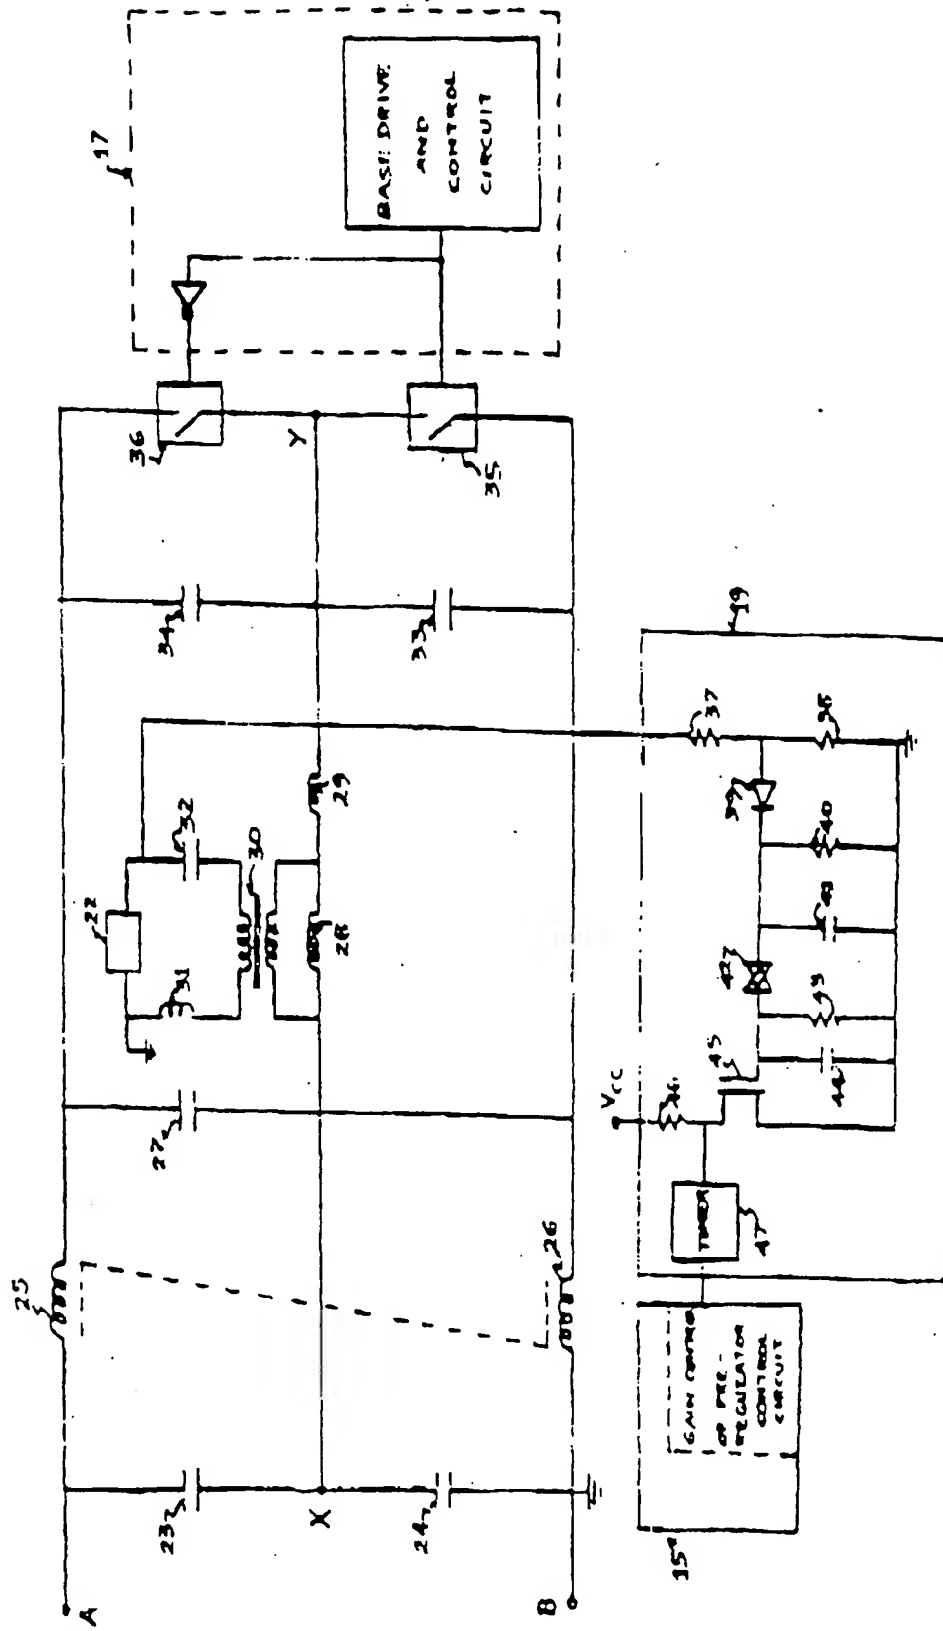 17
BASE DRIVE
AND
CONTROL
CIRCUIT
36
Y
35
34
33
19
22
32
30
29
28
31
37
38
39
40
41
42
43
44
45
46
VCC
27
25
26
TIMER
47
23
X
24
GAIN CONTROL
OF PRE-
REGULATOR
CONTROL
CIRCUIT
15
A
B